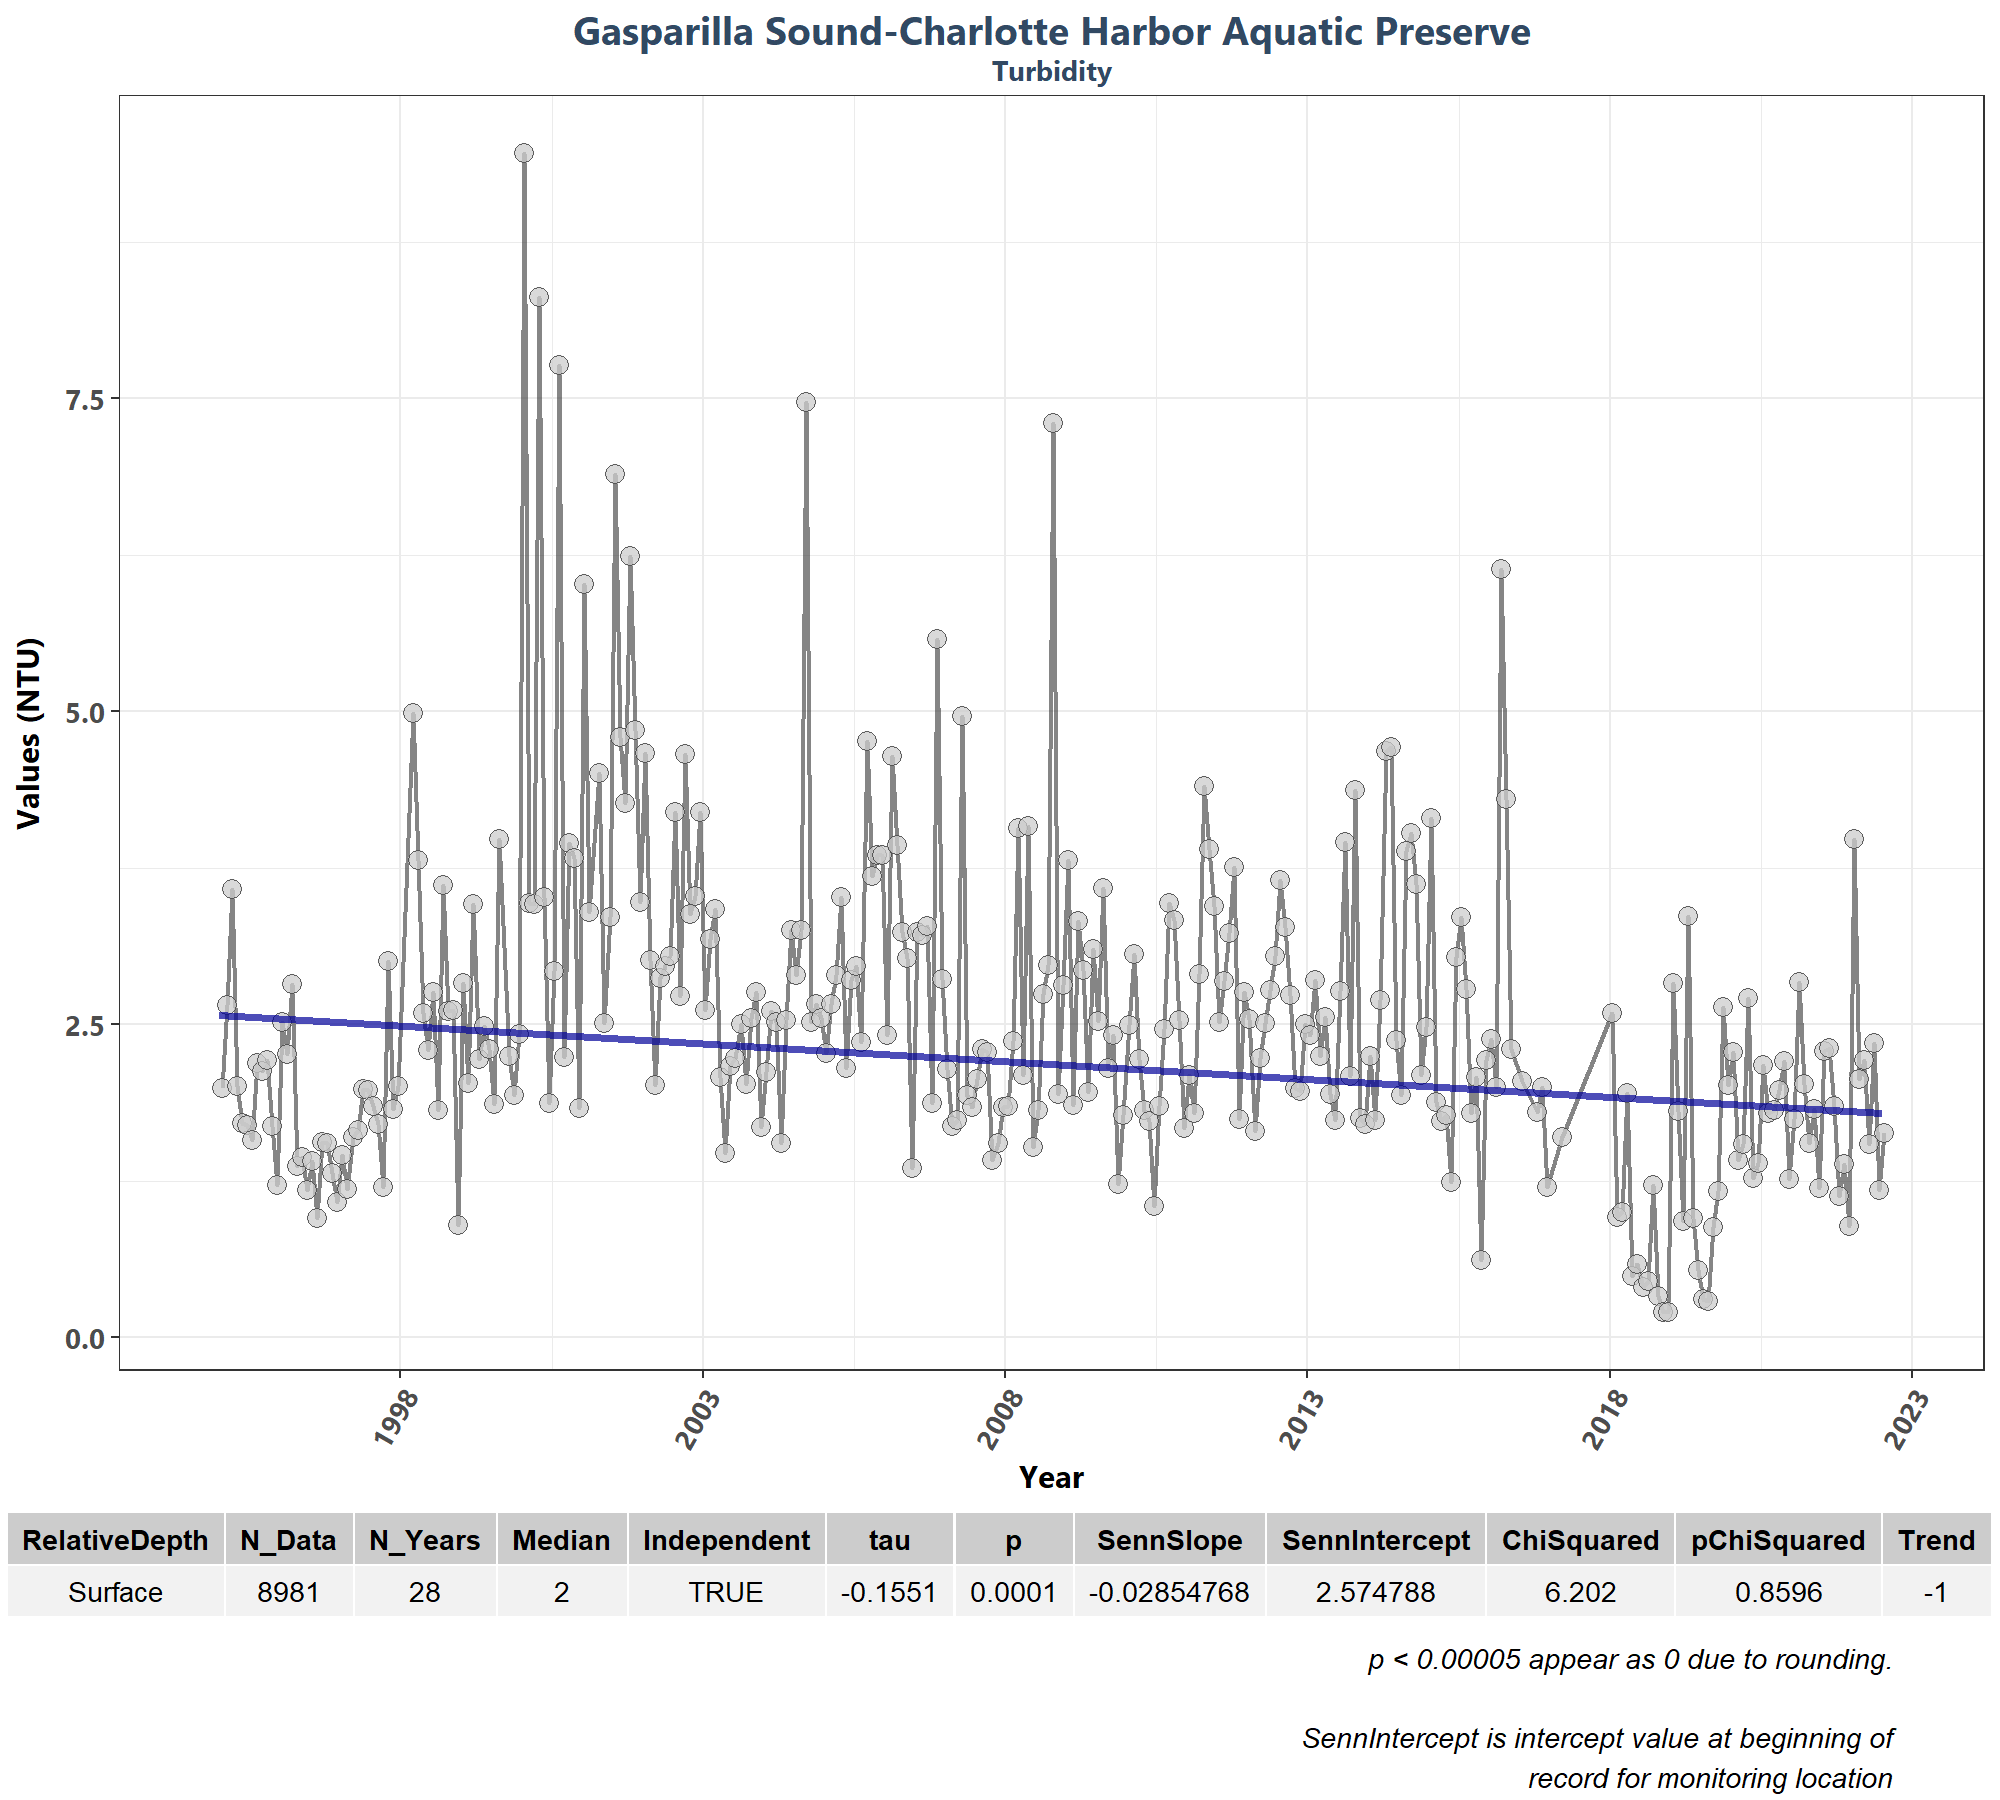 Gasparilla Sound-Charlotte Harbor Aquatic Preserve
Turbidity
Values (NTU)
7.5
5.0
2.5
0.0
1998
2003
2008
2013
2018
2023
Year
RelativeDepth N_Data N_Years Median Independent tau p SennSlope SennIntercept ChiSquared pChiSquared Trend
Surface 8981 28 2 TRUE -0.1551 0.0001 -0.02854768 2.574788 6.202 0.8596 -1
p < 0.00005 appear as 0 due to rounding.
SennIntercept is intercept value at beginning of
record for monitoring location